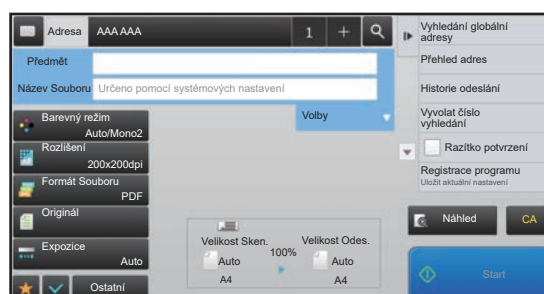 Adresa AAA AAA 1 +
Předmět
Název Souboru Určeno pomocí systémových nastavení
Volby
Barevný režim
Auto/Mono2
Rozlišení
200x200dpi
Formát Souboru
PDF
Originál
Expozice
Auto
Ostatní
Velikost Sken. 100% Velikost Odes.
Auto Auto
A4 A4
Vyhledání globální
adresy
Přehled adres
Historie odeslání
Vyvolat číslo
vyhledání
Razítko potvrzení
Registrace programu
Uložit aktuální nastavení
Náhled CA
Start